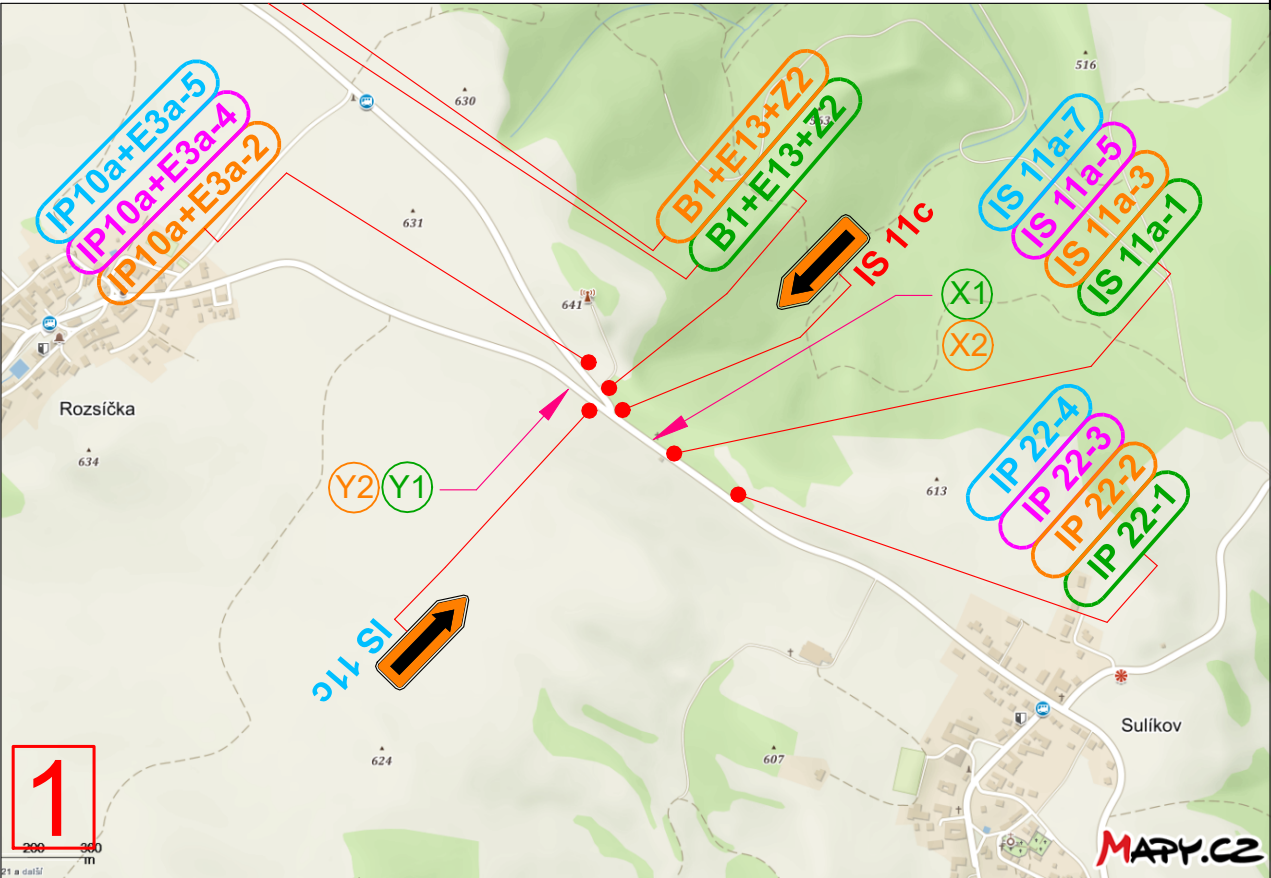 IP10a+E3a-5
IP10a+E3a-4
IP10a+E3a-2
B1+E13+Z2
B1+E13+Z2
IS 11c
X1
X2
IS 11a-7
IS 11a-5
IS 11a-3
IS 11a-1
516
630
563
631
641
Rozsíčka
634
Y2
Y1
IP 22-4
IP 22-3
IP 22-2
IP 22-1
613
IS 11c
624
607
Sulíkov
1
200
300
m
21 a další
MAPY.CZ